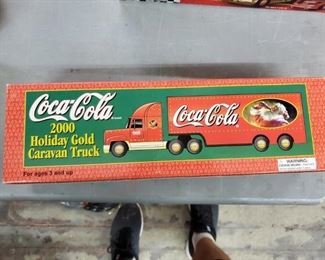 Coca-Cola
2000
Holiday Gold
Caravan Truck
For ages 3 and up
Coca-Cola
WARNING: